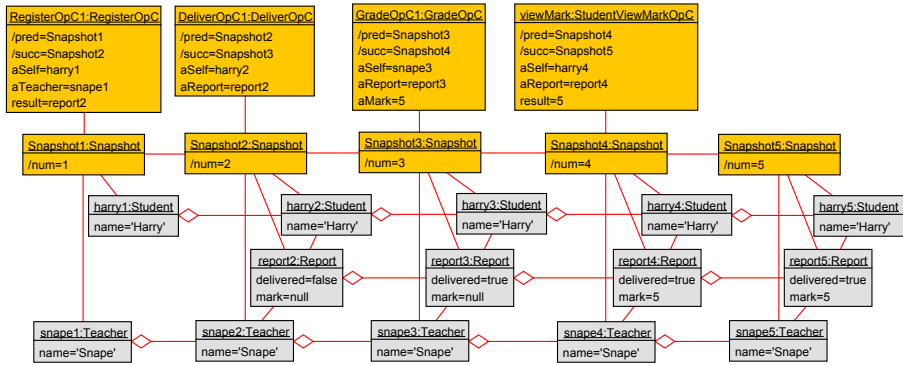 RegisterOpC1:RegisterOpC
/pred=Snapshot1
/succ=Snapshot2
aSelf=harry1
aTeacher=snape1
result=report2
DeliverOpC1:DeliverOpC
/pred=Snapshot2
/succ=Snapshot3
aSelf=harry2
aReport=report2
GradeOpC1:GradeOpC
/pred=Snapshot3
/succ=Snapshot4
aSelf=snape3
aReport=report3
aMark=5
viewMark:StudentViewMarkOpC
/pred=Snapshot4
/succ=Snapshot5
aSelf=harry4
aReport=report4
result=5
Snapshot1:Snapshot
/num=1
Snapshot2:Snapshot
/num=2
Snapshot3:Snapshot
/num=3
Snapshot4:Snapshot
/num=4
Snapshot5:Snapshot
/num=5
harry1:Student
name='Harry'
harry2:Student
name='Harry'
harry3:Student
name='Harry'
harry4:Student
name='Harry'
harry5:Student
name='Harry'
report2:Report
delivered=false
mark=null
report3:Report
delivered=true
mark=null
report4:Report
delivered=true
mark=5
report5:Report
delivered=true
mark=5
snape1:Teacher
name='Snape'
snape2:Teacher
name='Snape'
snape3:Teacher
name='Snape'
snape4:Teacher
name='Snape'
snape5:Teacher
name='Snape'